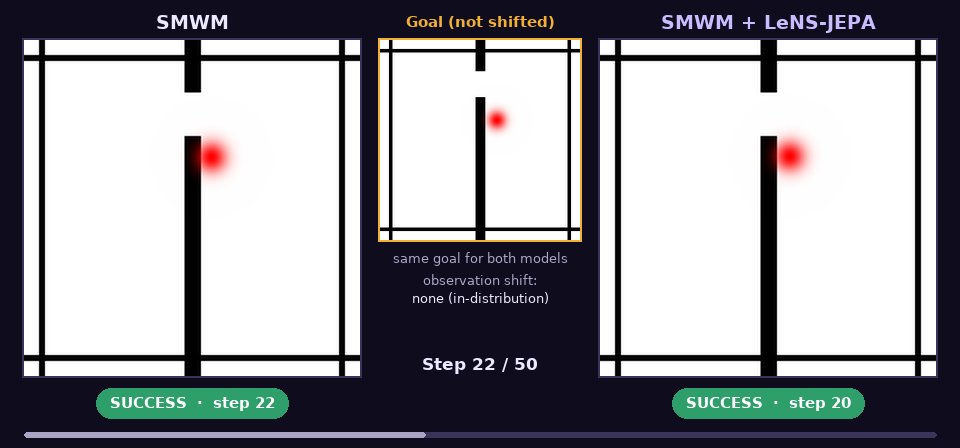 SMWM
Goal (not shifted)
SMWM + LeNS-JEPA
same goal for both models
observation shift:
none (in-distribution)
Step 22 / 50
SUCCESS · step 22
SUCCESS · step 20